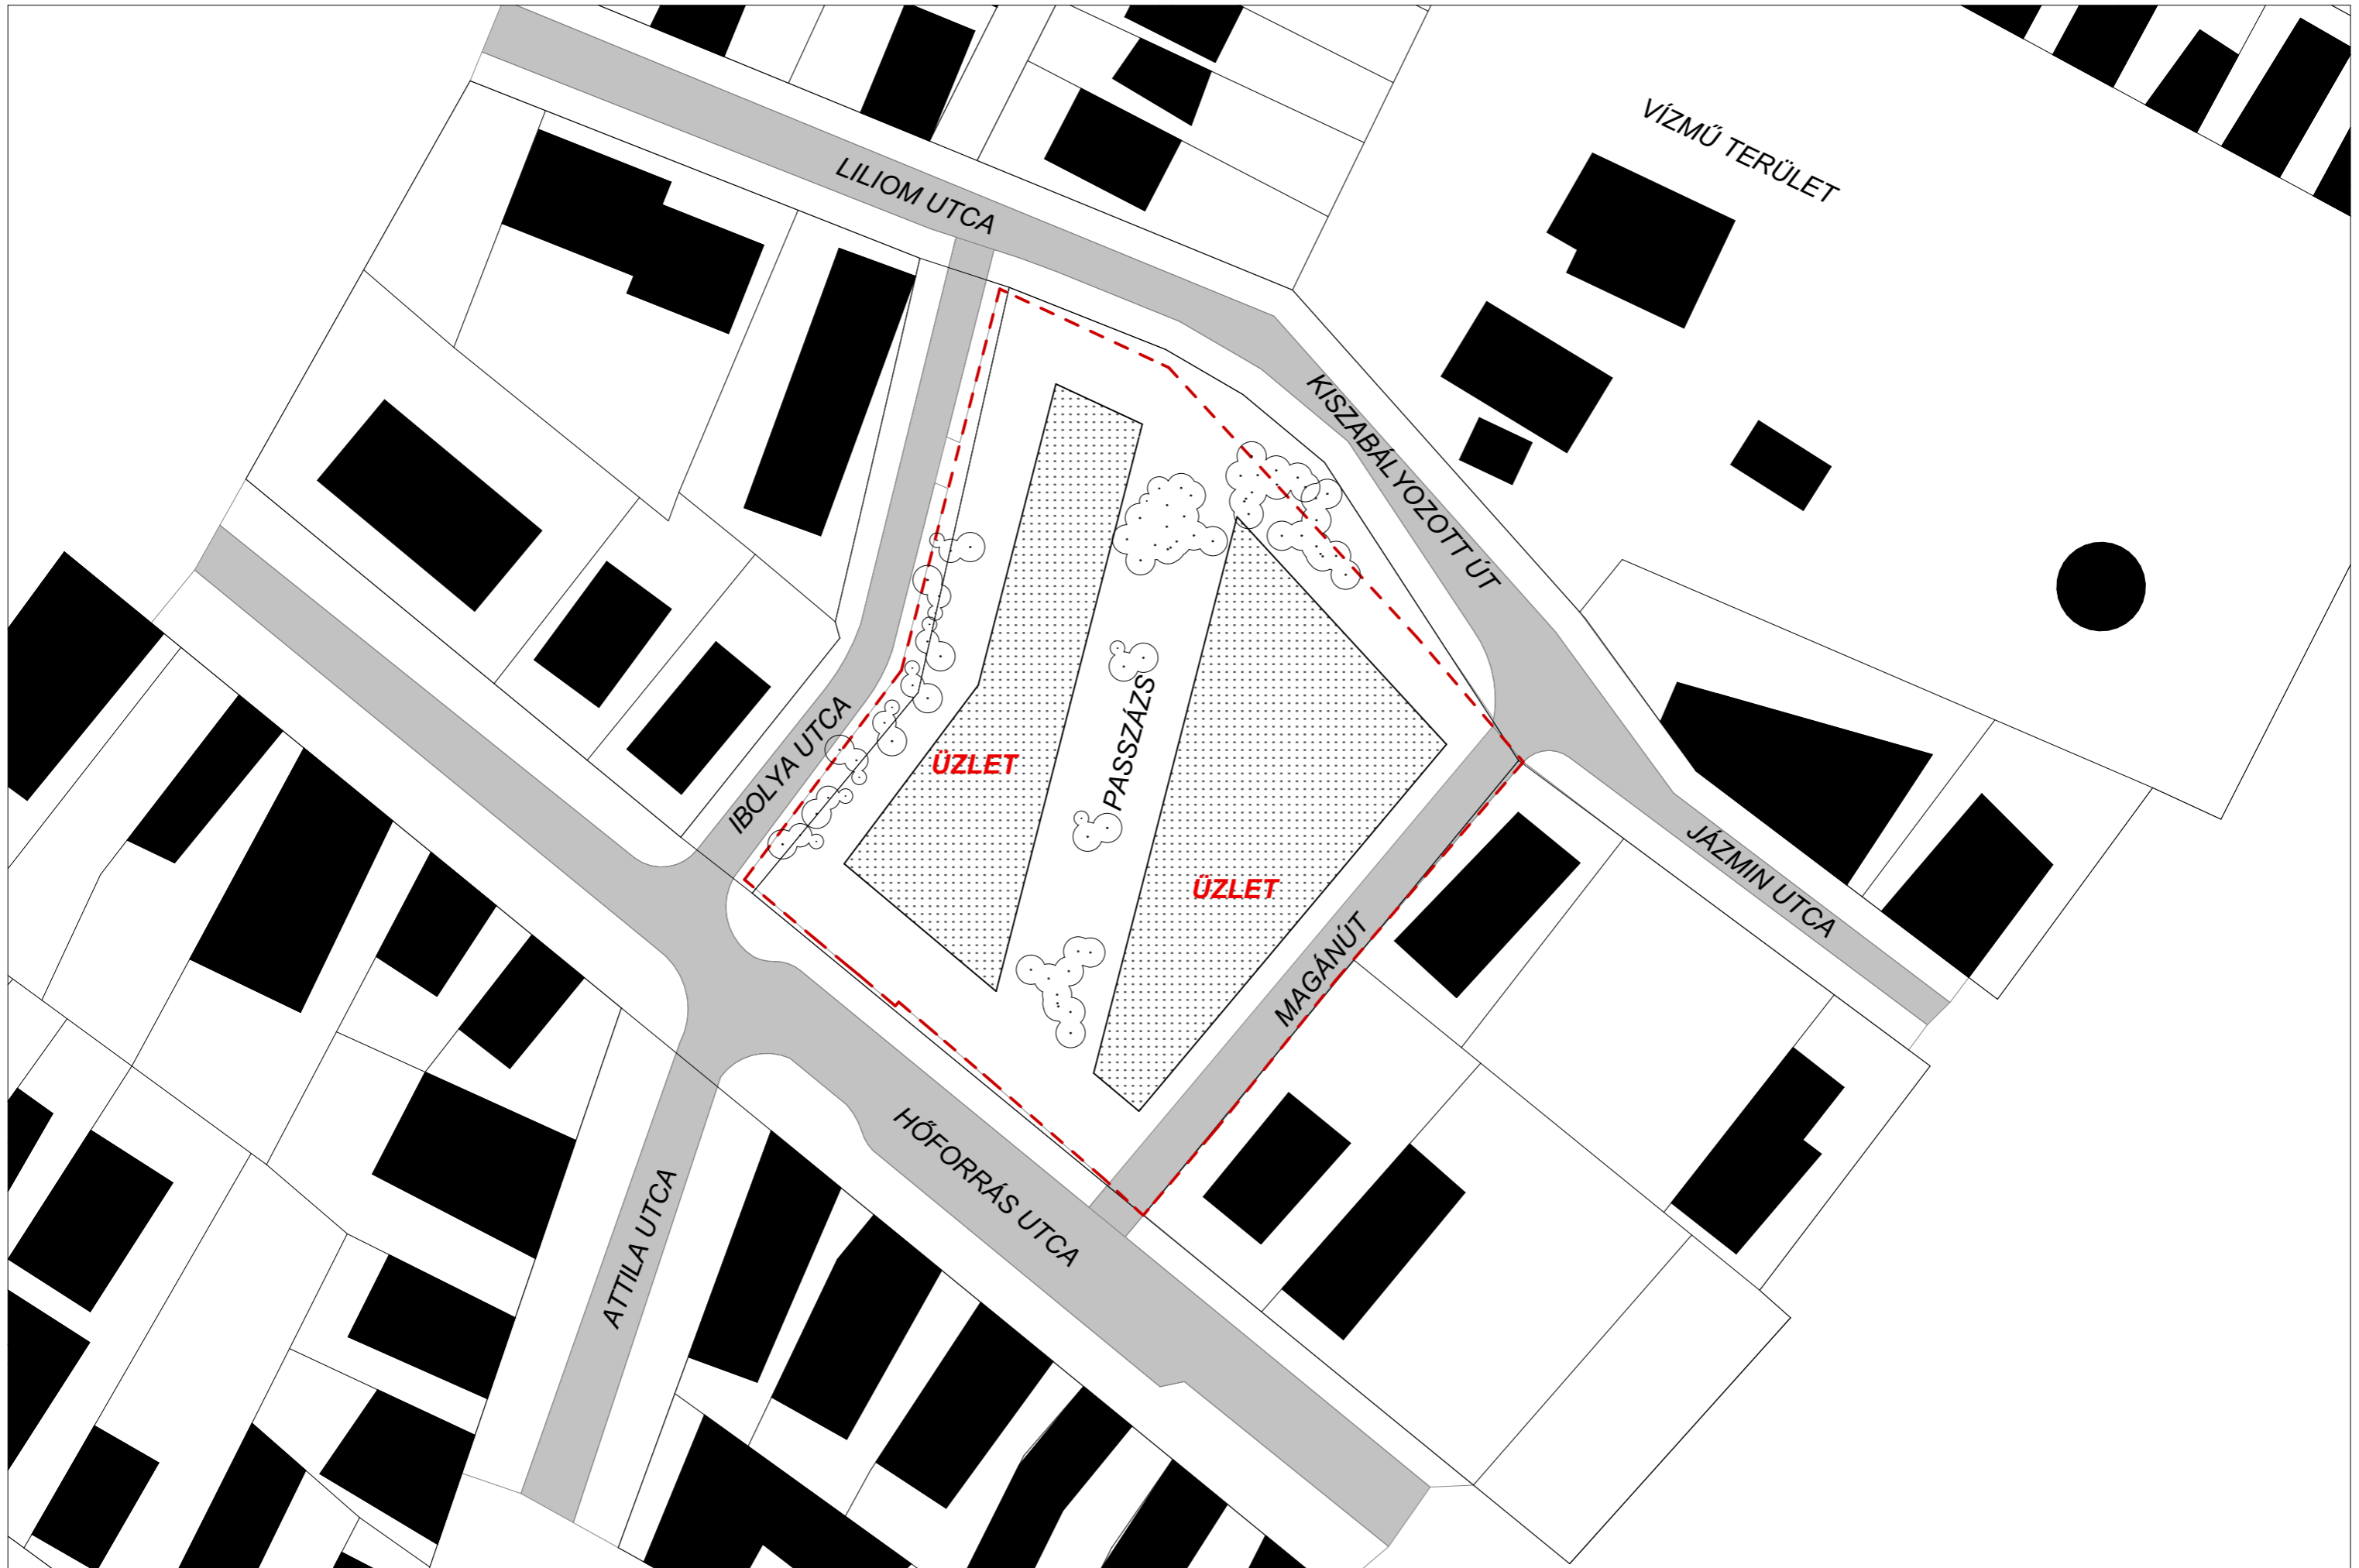 VÍZMŰ TERÜLET
LILIOM UTCA
KISZABÁLYOZOTT ÚT
PASSZÁZS
IBOLYA UTCA
ÜZLET
ÜZLET
JÁZMIN UTCA
MAGÁNÚT
HŐFORRÁS UTCA
ATTILA UTCA